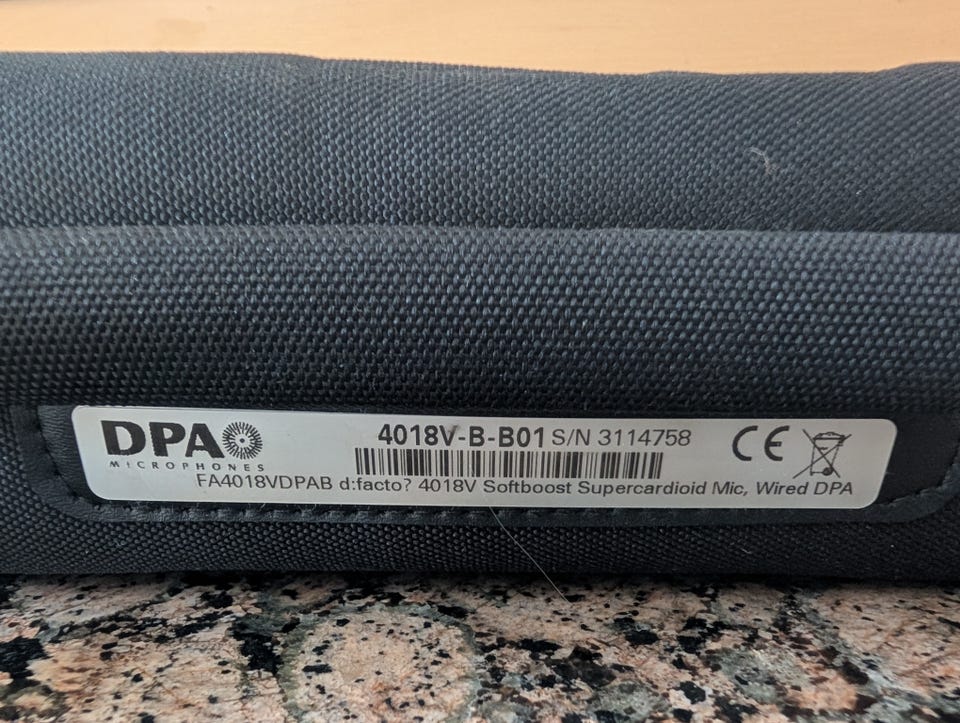 DPA
MICROPHONES
4018V-B-B01 S/N 3114758
CE
FA4018VDPAB d:facto? 4018V Softboost Supercardioid Mic, Wired DPA